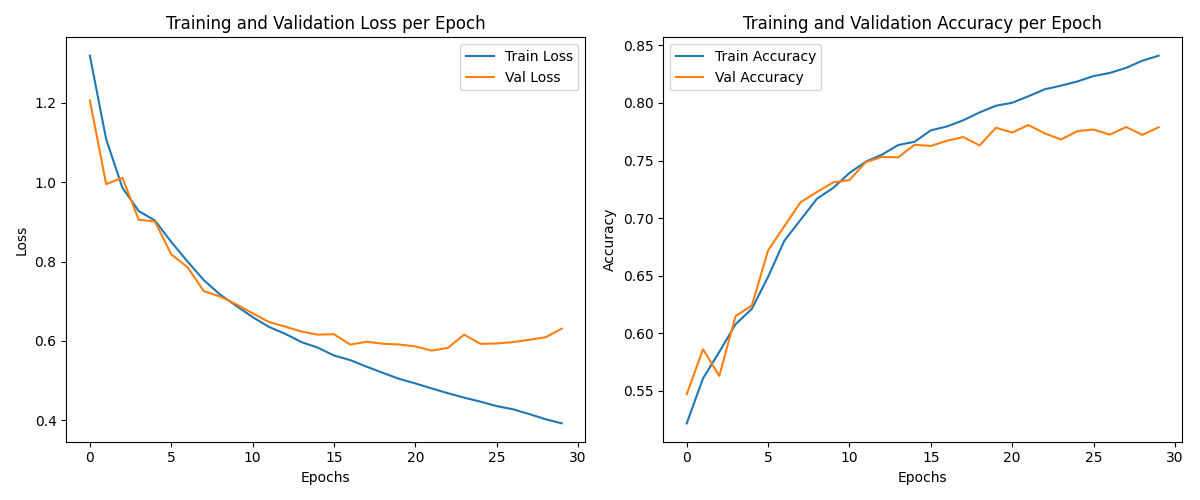 Training and Validation Loss per Epoch
Train Loss
Val Loss
1.2
1.0
0.8
0.6
0.4
Loss
0 5 10 15 20 25 30
Epochs
Training and Validation Accuracy per Epoch
Train Accuracy
Val Accuracy
0.85
0.80
0.75
0.70
0.65
0.60
0.55
Accuracy
0 5 10 15 20 25 30
Epochs